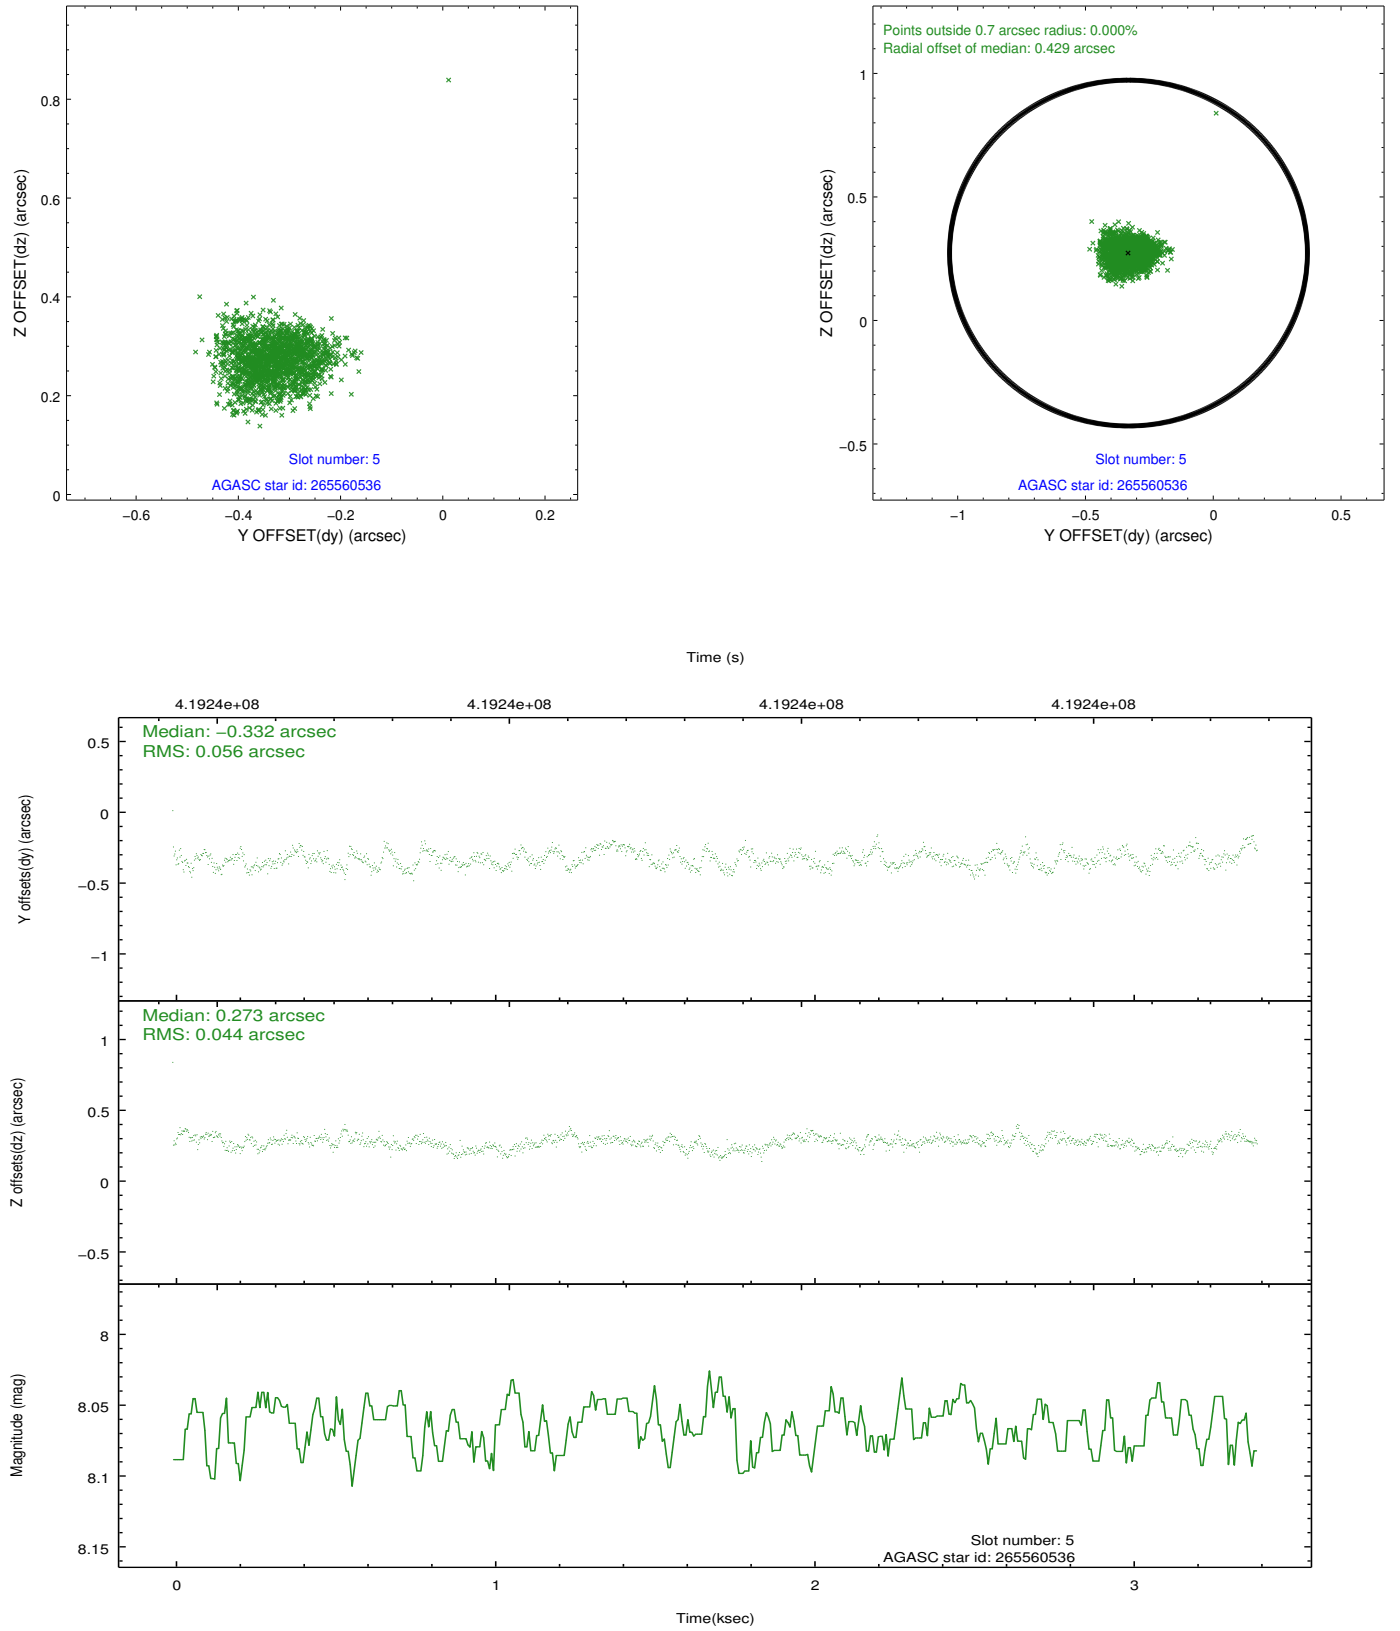 0.8
0.6
0.4
0.2
0
Z OFFSET(dz) (arcsec)
Slot number: 5
AGASC star id: 265560536
−0.6 −0.4 −0.2 0 0.2
Y OFFSET(dy) (arcsec)
Points outside 0.7 arcsec radius: 0.000%
Radial offset of median: 0.429 arcsec
1
0.5
0
−0.5
Z OFFSET(dz) (arcsec)
Slot number: 5
AGASC star id: 265560536
−1 −0.5 0 0.5
Y OFFSET(dy) (arcsec)
Time (s)
4.1924e+08 4.1924e+08 4.1924e+08 4.1924e+08
Median: −0.332 arcsec
RMS: 0.056 arcsec
0.5
0
−0.5
−1
Y offsets(dy) (arcsec)
Median: 0.273 arcsec
RMS: 0.044 arcsec
1
0.5
0
−0.5
Z offsets(dz) (arcsec)
8
8.05
8.1
8.15
Magnitude (mag)
Slot number: 5
AGASC star id: 265560536
0 1 2 3
Time(ksec)